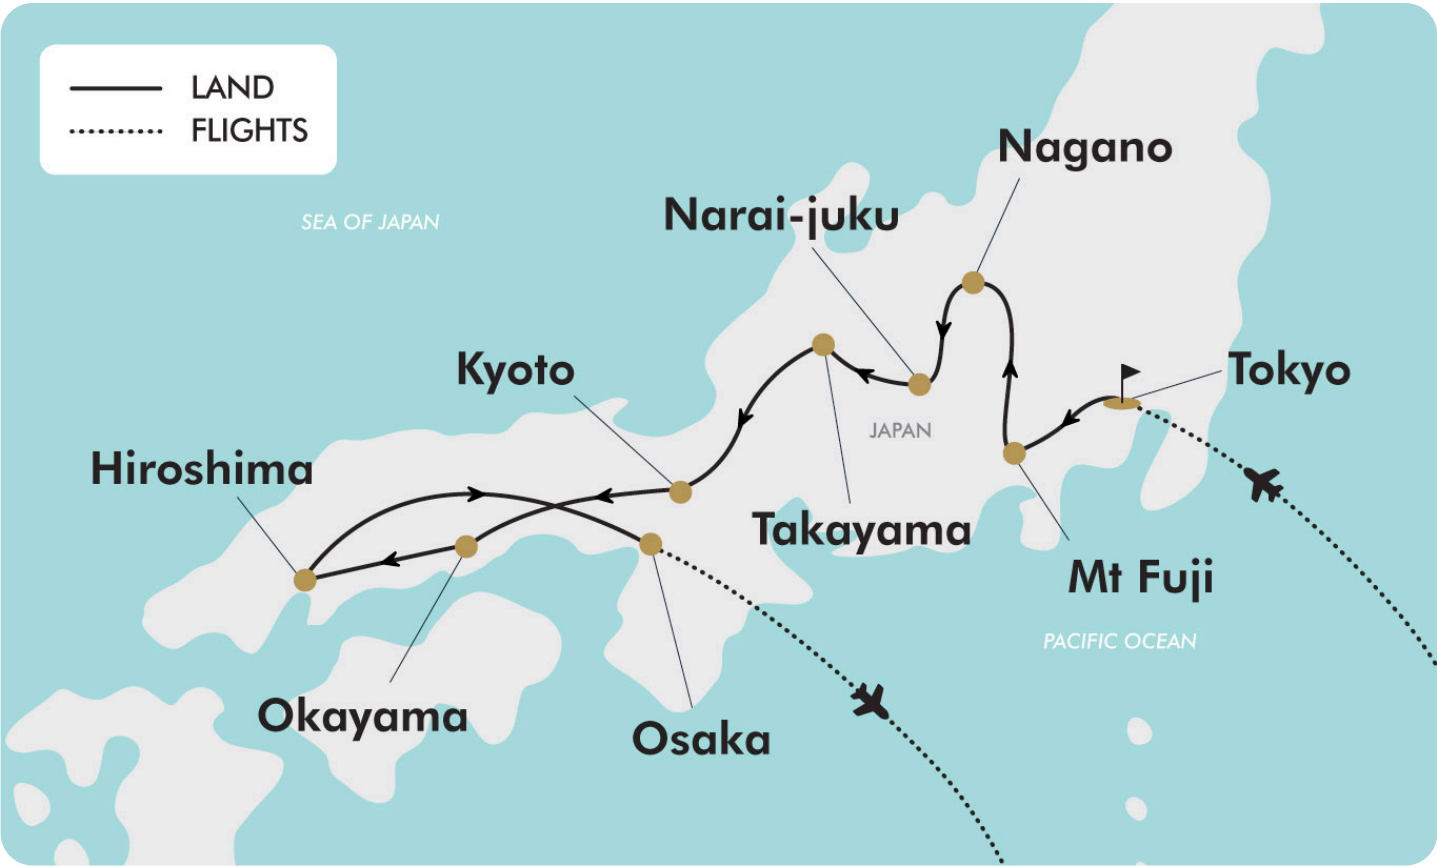 LAND
FLIGHTS
Nagano
Narai-juku
SEA OF JAPAN
Kyoto
Tokyo
JAPAN
Hiroshima
Takayama
Mt Fuji
PACIFIC OCEAN
Okayama
Osaka